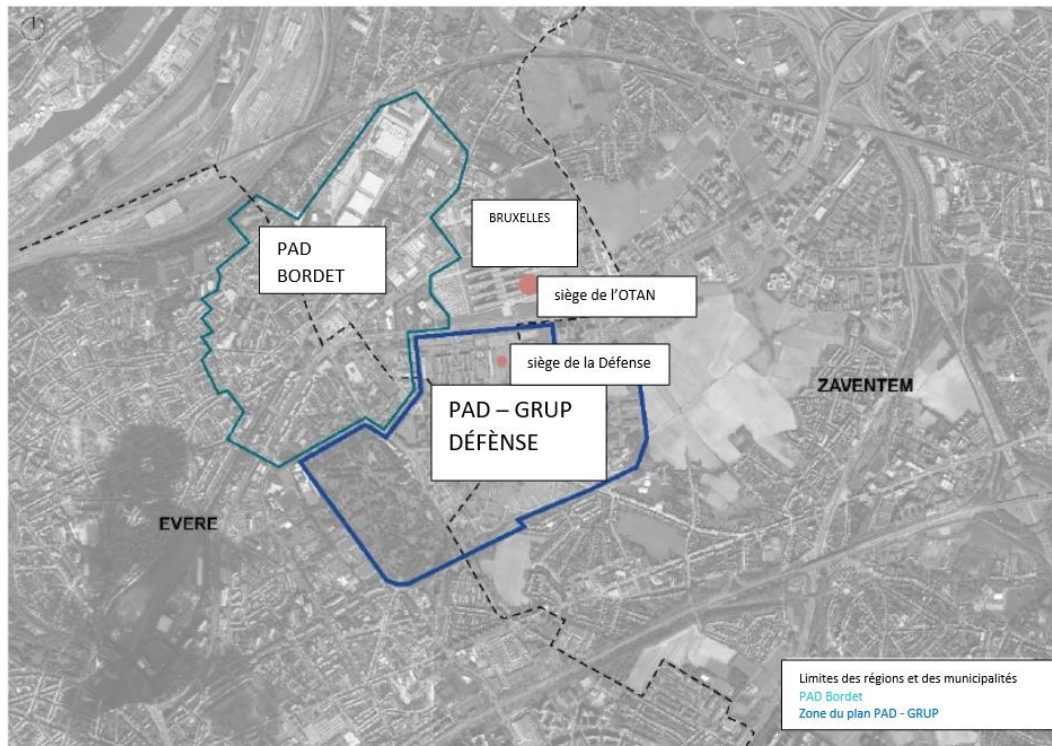 BRUXELLES
PAD
BORDET
siège de l'OTAN
siège de la Défense
ZAVENTEM
PAD – GRUP
DÉFÈNSE
EVERE
Limites des régions et des municipalités
PAD Bordet
Zone du plan PAD - GRUP